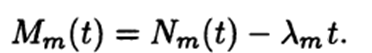 M_m(t) = N_m(t) − λ_m t.